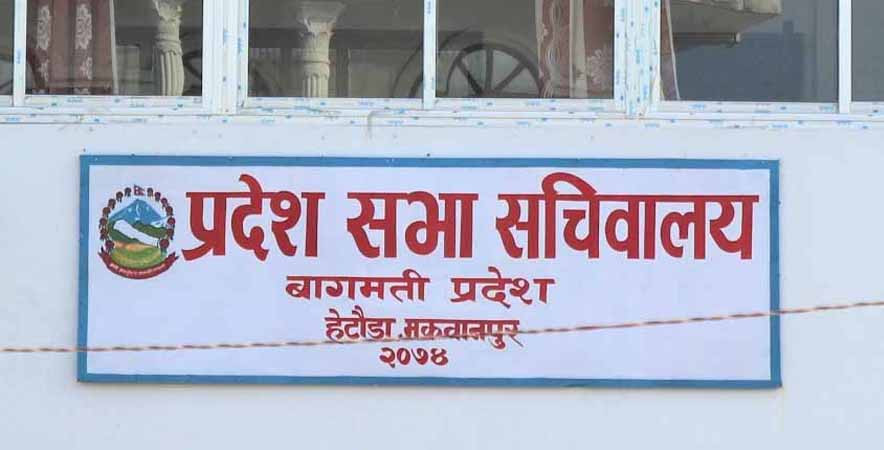 प्रदेश सभा सचिवालय
बागमती प्रदेश
हेटौडा,मकवानपुर
२०७४